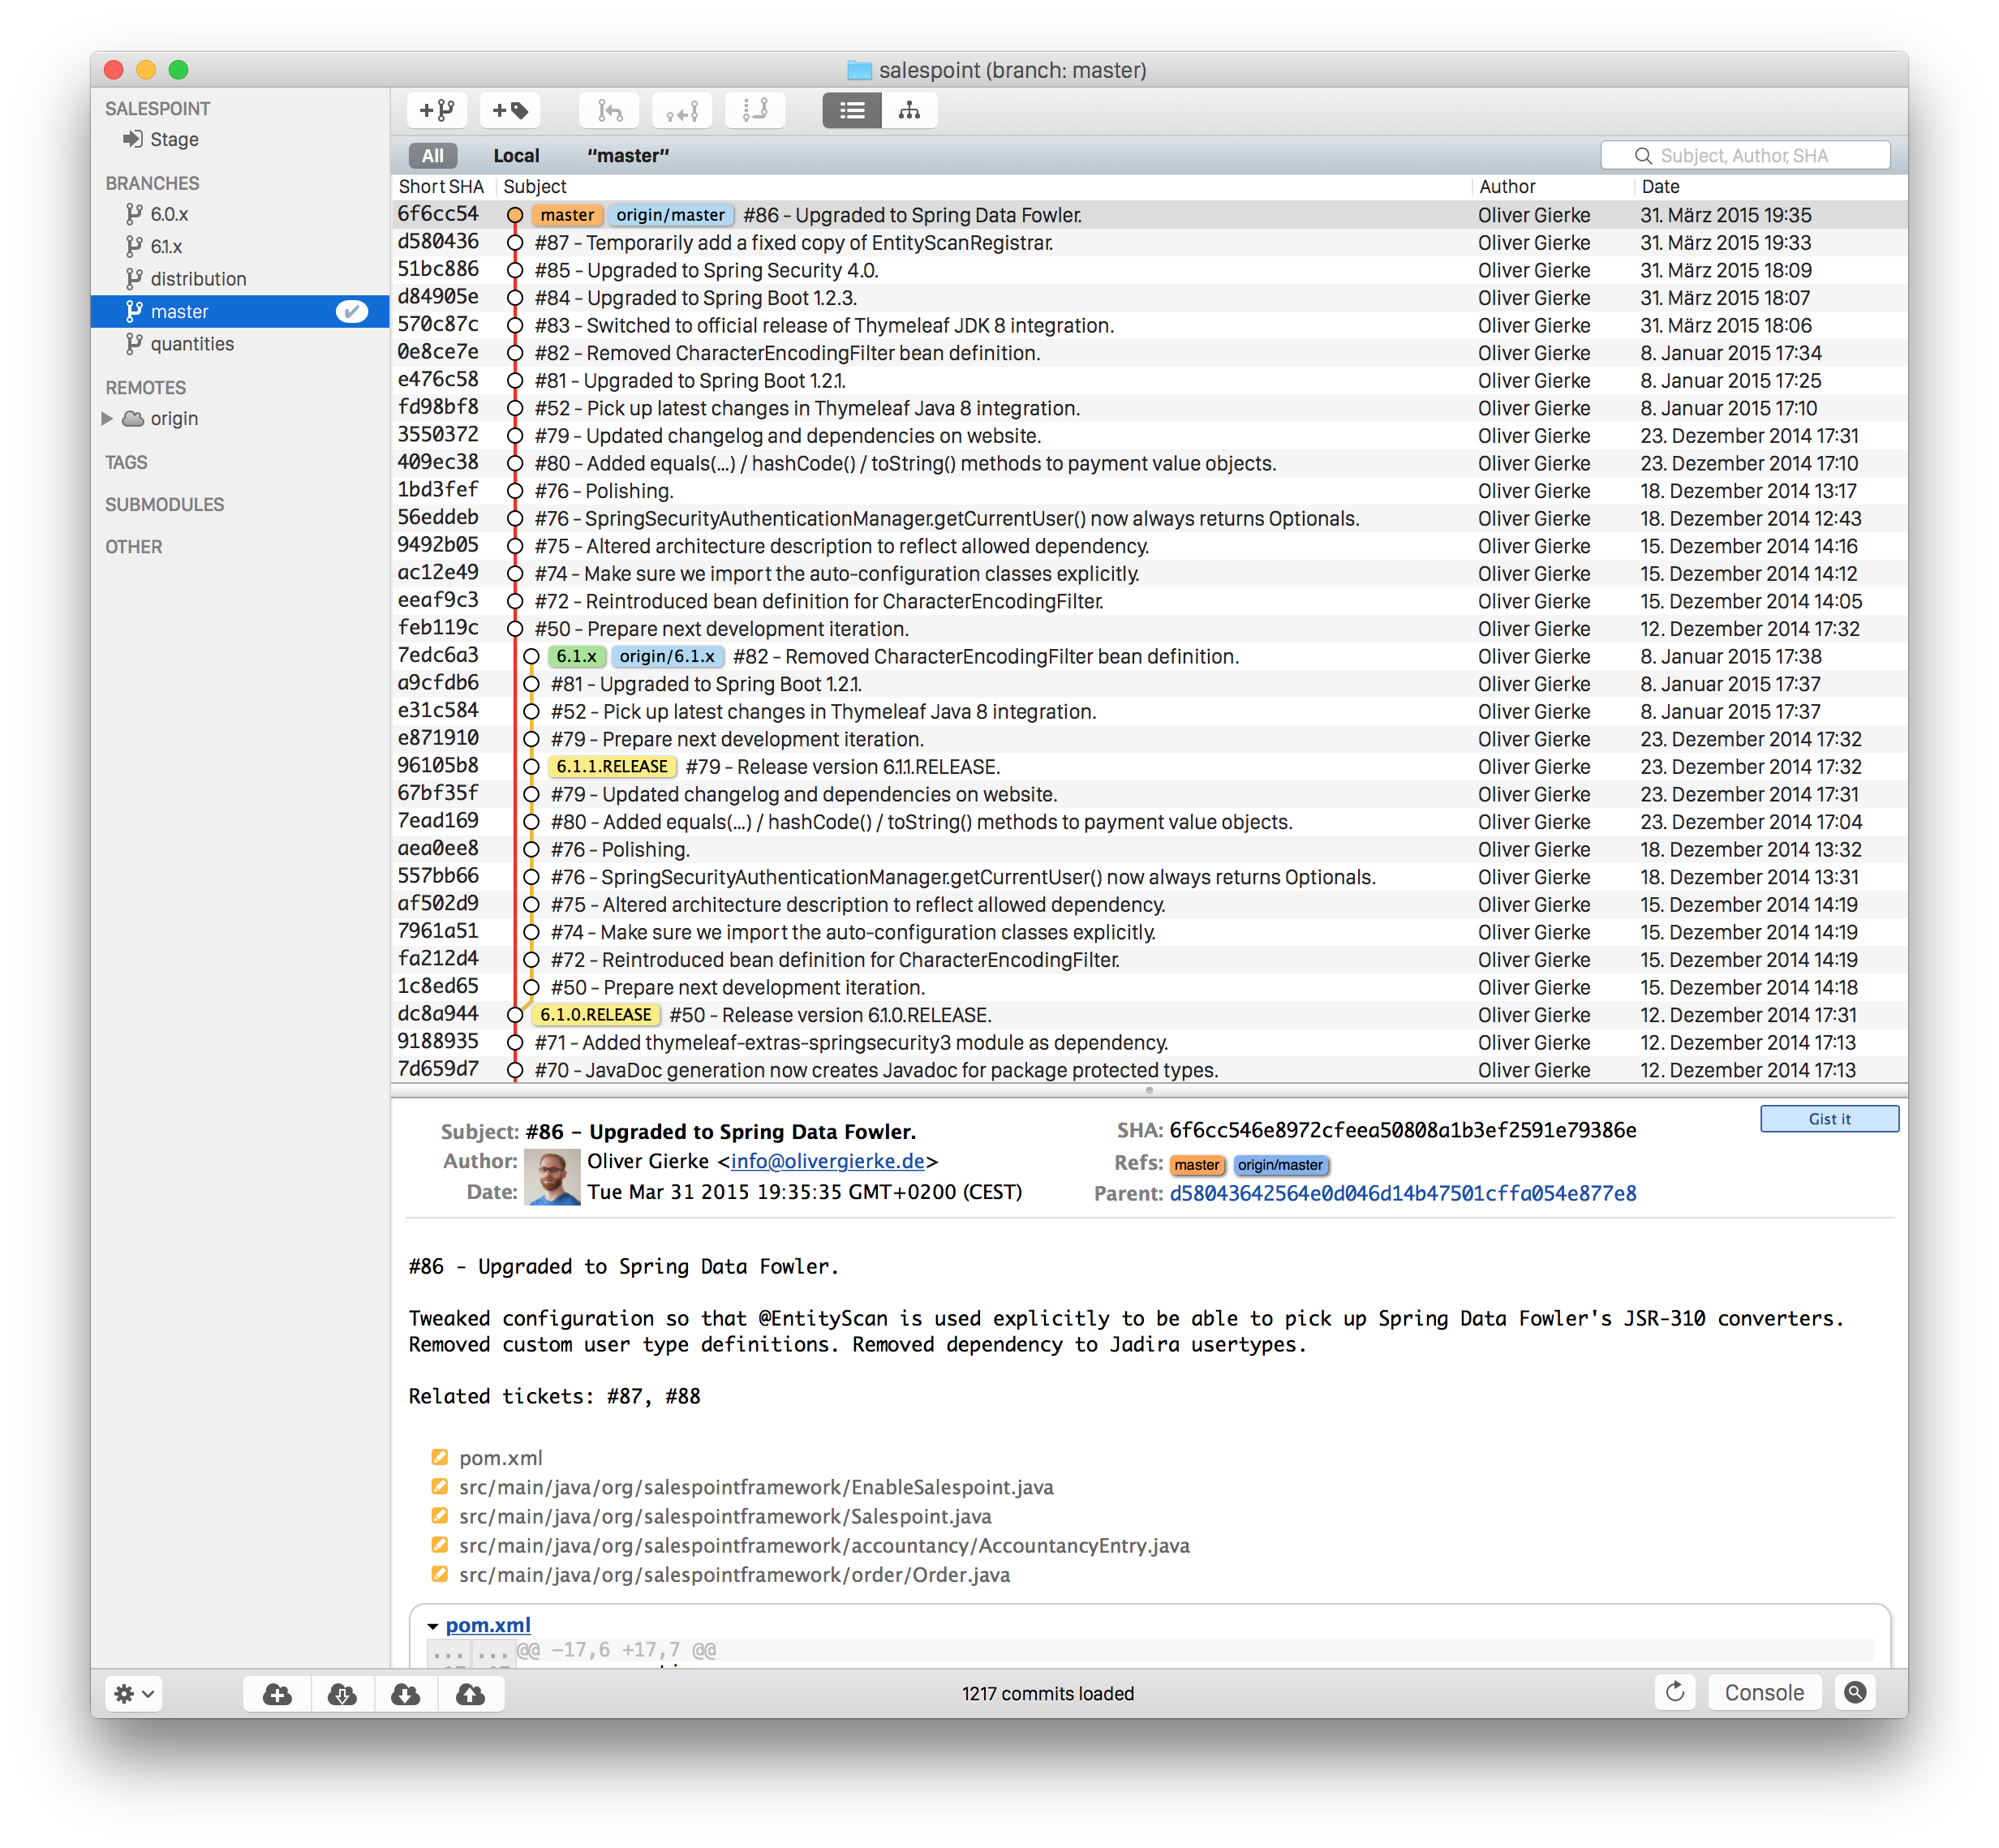 salespoint (branch: master)
SALESPOINT
Stage
BRANCHES
6.0.x
6.1.x
distribution
master
quantities
REMOTES
origin
TAGS
SUBMODULES
OTHER
All Local “master” Subject, Author, SHA
Short SHA Subject Author Date
6f6cc54 master origin/master #86 – Upgraded to Spring Data Fowler. Oliver Gierke 31. März 2015 19:35
d580436 #87 – Temporarily add a fixed copy of EntityScanRegistrar. Oliver Gierke 31. März 2015 19:33
51bc886 #85 – Upgraded to Spring Security 4.0. Oliver Gierke 31. März 2015 18:09
d84905e #84 – Upgraded to Spring Boot 1.2.3. Oliver Gierke 31. März 2015 18:07
570c87c #83 – Switched to official release of Thymeleaf JDK 8 integration. Oliver Gierke 31. März 2015 18:06
0e8ce7e #82 – Removed CharacterEncodingFilter bean definition. Oliver Gierke 8. Januar 2015 17:34
e476c58 #81 – Upgraded to Spring Boot 1.2.1. Oliver Gierke 8. Januar 2015 17:25
fd98bf8 #52 – Pick up latest changes in Thymeleaf Java 8 integration. Oliver Gierke 8. Januar 2015 17:10
3550372 #79 – Updated changelog and dependencies on website. Oliver Gierke 23. Dezember 2014 17:31
409ec38 #80 – Added equals(…) / hashCode() / toString() methods to payment value objects. Oliver Gierke 23. Dezember 2014 17:10
1bd3fef #76 – Polishing. Oliver Gierke 18. Dezember 2014 13:17
56eddeb #76 – SpringSecurityAuthenticationManager.getCurrentUser() now always returns Optionals. Oliver Gierke 18. Dezember 2014 12:43
9492b05 #75 – Altered architecture description to reflect allowed dependency. Oliver Gierke 15. Dezember 2014 14:16
ac12e49 #74 – Make sure we import the auto-configuration classes explicitly. Oliver Gierke 15. Dezember 2014 14:12
eeaf9c3 #72 – Reintroduced bean definition for CharacterEncodingFilter. Oliver Gierke 15. Dezember 2014 14:05
feb119c #50 – Prepare next development iteration. Oliver Gierke 12. Dezember 2014 17:32
7edc6a3 6.1.x origin/6.1.x #82 – Removed CharacterEncodingFilter bean definition. Oliver Gierke 8. Januar 2015 17:38
a9cfdb6 #81 – Upgraded to Spring Boot 1.2.1. Oliver Gierke 8. Januar 2015 17:37
e31c584 #52 – Pick up latest changes in Thymeleaf Java 8 integration. Oliver Gierke 8. Januar 2015 17:37
e871910 #79 – Prepare next development iteration. Oliver Gierke 23. Dezember 2014 17:32
96105b8 6.1.1.RELEASE #79 – Release version 6.1.1.RELEASE. Oliver Gierke 23. Dezember 2014 17:32
67bf35f #79 – Updated changelog and dependencies on website. Oliver Gierke 23. Dezember 2014 17:31
7ead169 #80 – Added equals(…) / hashCode() / toString() methods to payment value objects. Oliver Gierke 23. Dezember 2014 17:04
aea0ee8 #76 – Polishing. Oliver Gierke 18. Dezember 2014 13:32
557bb66 #76 – SpringSecurityAuthenticationManager.getCurrentUser() now always returns Optionals. Oliver Gierke 18. Dezember 2014 13:31
af502d9 #75 – Altered architecture description to reflect allowed dependency. Oliver Gierke 15. Dezember 2014 14:19
7961a51 #74 – Make sure we import the auto-configuration classes explicitly. Oliver Gierke 15. Dezember 2014 14:19
fa212d4 #72 – Reintroduced bean definition for CharacterEncodingFilter. Oliver Gierke 15. Dezember 2014 14:19
1c8ed65 #50 – Prepare next development iteration. Oliver Gierke 15. Dezember 2014 14:18
dc8a944 6.1.0.RELEASE #50 – Release version 6.1.0.RELEASE. Oliver Gierke 12. Dezember 2014 17:31
9188935 #71 – Added thymeleaf-extras-springsecurity3 module as dependency. Oliver Gierke 12. Dezember 2014 17:13
7d659d7 #70 – JavaDoc generation now creates Javadoc for package protected types. Oliver Gierke 12. Dezember 2014 17:13
Gist it
Subject: #86 – Upgraded to Spring Data Fowler. SHA: 6f6cc546e8972cfeea50808a1b3ef2591e79386e
Author: Oliver Gierke <info@olivergierke.de> Refs: master origin/master
Date: Tue Mar 31 2015 19:35:35 GMT+0200 (CEST) Parent: d58043642564e0d046d14b47501cffa054e877e8
#86 - Upgraded to Spring Data Fowler.
Tweaked configuration so that @EntityScan is used explicitly to be able to pick up Spring Data Fowler's JSR-310 converters.
Removed custom user type definitions. Removed dependency to Jadira usertypes.
Related tickets: #87, #88
pom.xml
src/main/java/org/salespointframework/EnableSalespoint.java
src/main/java/org/salespointframework/Salespoint.java
src/main/java/org/salespointframework/accountancy/AccountancyEntry.java
src/main/java/org/salespointframework/order/Order.java
pom.xml
... ... @@ -17,6 +17,7 @@
1217 commits loaded
Console